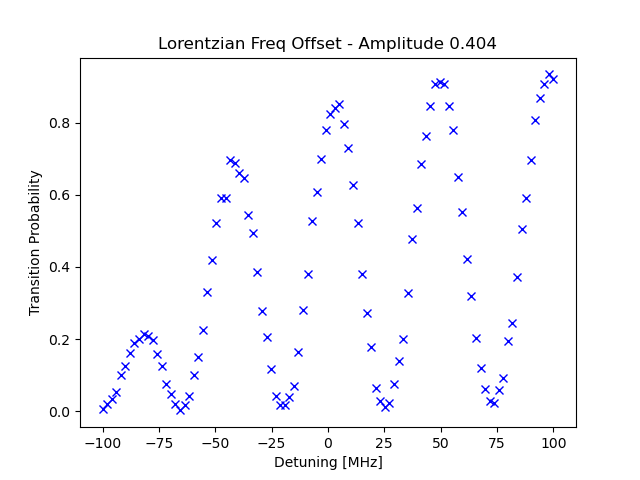 Lorentzian Freq Offset - Amplitude 0.404
Transition Probability
0.8
0.6
0.4
0.2
0.0
−100 −75 −50 −25 0 25 50 75 100
Detuning [MHz]